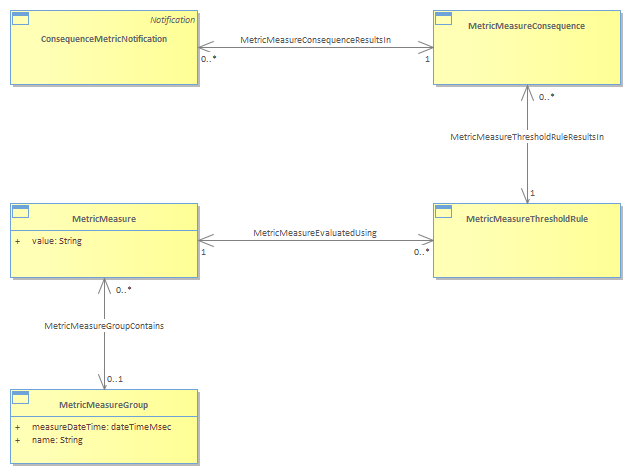 Notification
ConsequenceMetricNotification
MetricMeasureConsequenceResultsIn
0..*
1
MetricMeasureConsequence
0..*
MetricMeasureThresholdRuleResultsIn
1
MetricMeasure
+ value: String
MetricMeasureEvaluatedUsing
1
0..*
MetricMeasureThresholdRule
0..*
MetricMeasureGroupContains
0..1
MetricMeasureGroup
+ measureDateTime: dateTimeMsec
+ name: String